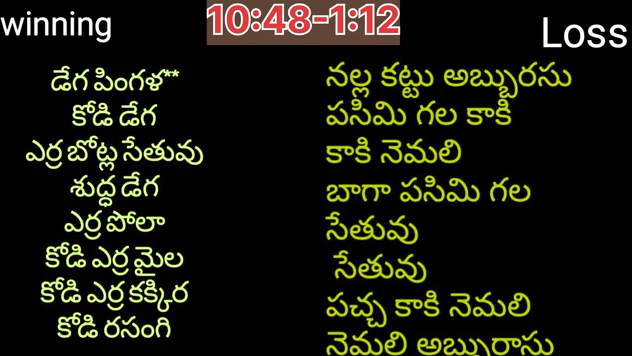 winning
10:48-1:12
Loss
డేగ పింగళ**
కోడి డేగ
ఎర్ర బోట్ల సేతువు
శుద్ధ డేగ
ఎర్ర పోలా
కోడి ఎర్ర మైల
కోడి ఎర్ర కక్కిర
కోడి రసంగి
నల్ల కట్టు అబ్బురసు
పసిమి గల కాకి
కాకి నెమలి
బాగా పసిమి గల
సేతువు
సేతువు
పచ్చ కాకి నెమలి
నెమలి అబ్బురాసు